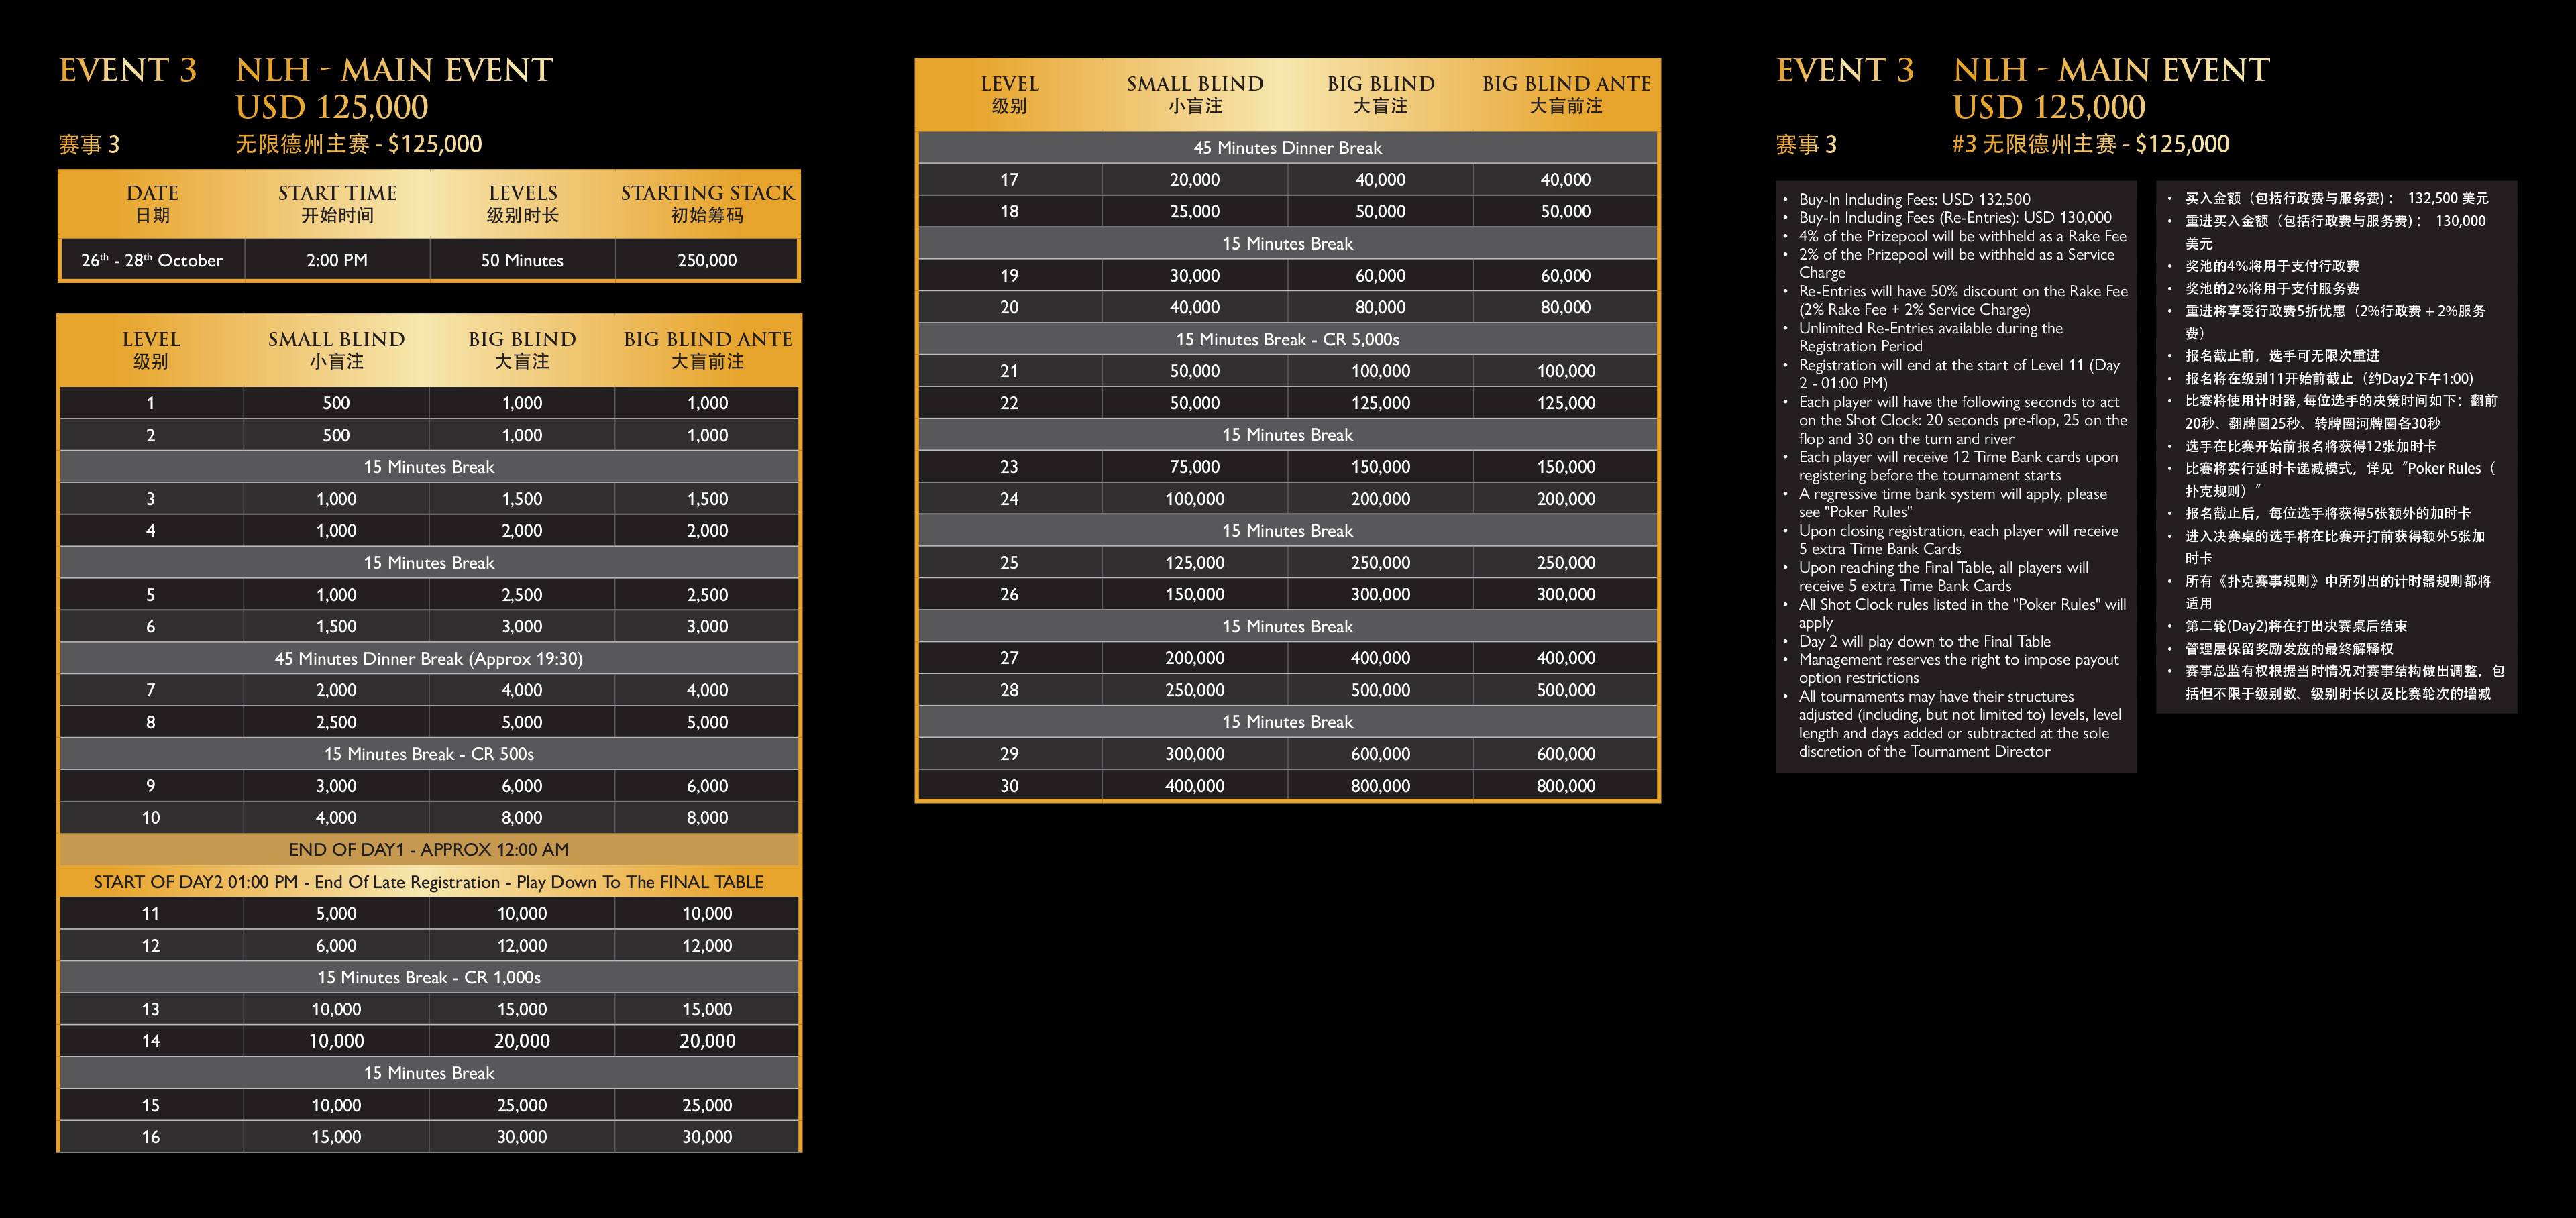 EVENT 3 NLH - MAIN EVENT
USD 125,000
赛事 3 无限德州主赛 - $125,000
DATE START TIME LEVELS STARTING STACK
日期 开始时间 级别时长 初始筹码
26th - 28th October 2:00 PM 50 Minutes 250,000
LEVEL SMALL BLIND BIG BLIND BIG BLIND ANTE
级别 小盲注 大盲注 大盲前注
1 500 1,000 1,000
2 500 1,000 1,000
15 Minutes Break
3 1,000 1,500 1,500
4 1,000 2,000 2,000
15 Minutes Break
5 1,000 2,500 2,500
6 1,500 3,000 3,000
45 Minutes Dinner Break (Approx 19:30)
7 2,000 4,000 4,000
8 2,500 5,000 5,000
15 Minutes Break - CR 500s
9 3,000 6,000 6,000
10 4,000 8,000 8,000
END OF DAY1 - APPROX 12:00 AM
START OF DAY2 01:00 PM - End Of Late Registration - Play Down To The FINAL TABLE
11 5,000 10,000 10,000
12 6,000 12,000 12,000
15 Minutes Break - CR 1,000s
13 10,000 15,000 15,000
14 10,000 20,000 20,000
15 Minutes Break
15 10,000 25,000 25,000
16 15,000 30,000 30,000
LEVEL SMALL BLIND BIG BLIND BIG BLIND ANTE
级别 小盲注 大盲注 大盲前注
45 Minutes Dinner Break
17 20,000 40,000 40,000
18 25,000 50,000 50,000
15 Minutes Break
19 30,000 60,000 60,000
20 40,000 80,000 80,000
15 Minutes Break - CR 5,000s
21 50,000 100,000 100,000
22 50,000 125,000 125,000
15 Minutes Break
23 75,000 150,000 150,000
24 100,000 200,000 200,000
15 Minutes Break
25 125,000 250,000 250,000
26 150,000 300,000 300,000
15 Minutes Break
27 200,000 400,000 400,000
28 250,000 500,000 500,000
15 Minutes Break
29 300,000 600,000 600,000
30 400,000 800,000 800,000
EVENT 3 NLH - MAIN EVENT
USD 125,000
赛事 3 #3 无限德州主赛 - $125,000
• Buy-In Including Fees: USD 132,500
• Buy-In Including Fees (Re-Entries): USD 130,000
• 4% of the Prizepool will be withheld as a Rake Fee
• 2% of the Prizepool will be withheld as a Service
Charge
• Re-Entries will have 50% discount on the Rake Fee
(2% Rake Fee + 2% Service Charge)
• Unlimited Re-Entries available during the
Registration Period
• Registration will end at the start of Level 11 (Day
2 - 01:00 PM)
• Each player will have the following seconds to act
on the Shot Clock: 20 seconds pre-flop, 25 on the
flop and 30 on the turn and river
• Each player will receive 12 Time Bank cards upon
registering before the tournament starts
• A regressive time bank system will apply, please
see "Poker Rules"
• Upon closing registration, each player will receive
5 extra Time Bank Cards
• Upon reaching the Final Table, all players will
receive 5 extra Time Bank Cards
• All Shot Clock rules listed in the "Poker Rules" will
apply
• Day 2 will play down to the Final Table
• Management reserves the right to impose payout
option restrictions
• All tournaments may have their structures
adjusted (including, but not limited to) levels, level
length and days added or subtracted at the sole
discretion of the Tournament Director
• 买入金额（包括行政费与服务费）： 132,500 美元
• 重进买入金额（包括行政费与服务费）： 130,000
美元
• 奖池的4%将用于支付行政费
• 奖池的2%将用于支付服务费
• 重进将享受行政费5折优惠（2%行政费 + 2%服务
费）
• 报名截止前，选手可无限次重进
• 报名将在级别11开始前截止（约Day2下午1:00)
• 比赛将使用计时器, 每位选手的决策时间如下：翻前
20秒、翻牌圈25秒、转牌圈河牌圈各30秒
• 选手在比赛开始前报名将获得12张加时卡
• 比赛将实行延时卡递减模式，详见“Poker Rules（
扑克规则）”
• 报名截止后，每位选手将获得5张额外的加时卡
• 进入决赛桌的选手将在比赛开打前获得额外5张加
时卡
• 所有《扑克赛事规则》中所列出的计时器规则都将
适用
• 第二轮(Day2)将在打出决赛桌后结束
• 管理层保留奖励发放的最终解释权
• 赛事总监有权根据当时情况对赛事结构做出调整，包
括但不限于级别数、级别时长以及比赛轮次的增减